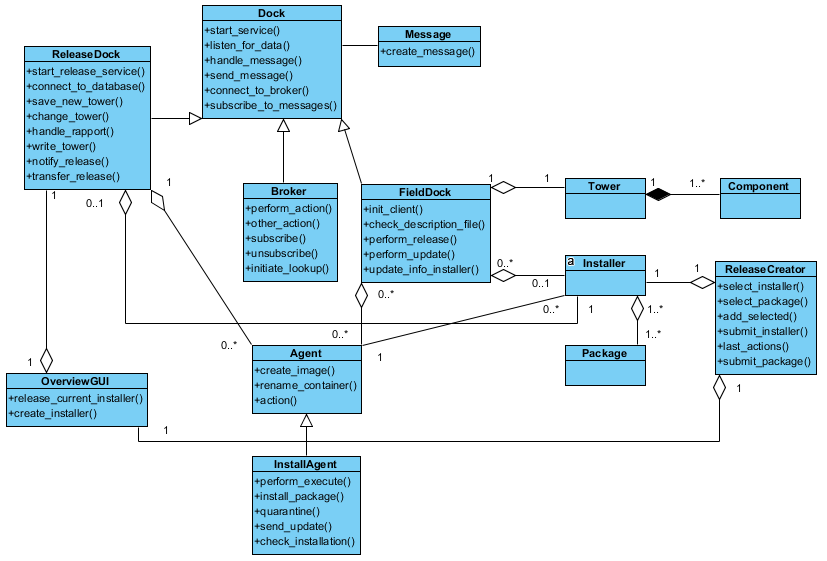 Dock
+start_service()
+listen_for_data()
+handle_message()
+send_message()
+connect_to_broker()
+subscribe_to_messages()
Message
+create_message()
ReleaseDock
+start_release_service()
+connect_to_database()
+save_new_tower()
+change_tower()
+handle_rapport()
+write_tower()
+notify_release()
+transfer_release()
1
0..1
1
Broker
+perform_action()
+other_action()
+subscribe()
+unsubscribe()
+initiate_lookup()
FieldDock
+init_client()
+check_description_file()
+perform_release()
+perform_update()
+update_info_installer()
1
1
Tower
1
1..*
Component
0..*
0..1
a
Installer
1
1
ReleaseCreator
+select_installer()
+select_package()
+add_selected()
+submit_installer()
+last_actions()
+submit_package()
0..*
0..*
1
1..*
1..*
Package
0..*
0..*
1
Agent
+create_image()
+rename_container()
+action()
1
OverviewGUI
+release_current_installer()
+create_installer()
1
1
InstallAgent
+perform_execute()
+install_package()
+quarantine()
+send_update()
+check_installation()